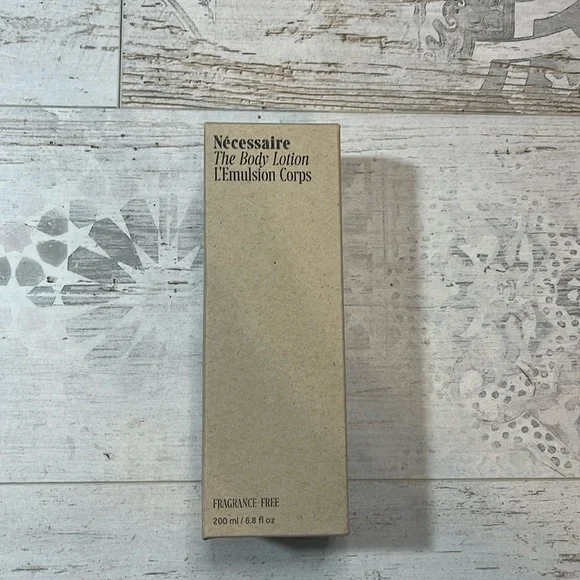 Nécessaire
The Body Lotion
L'Emulsion Corps
FRAGRANCE-FREE
200 ml / 6.8 fl oz